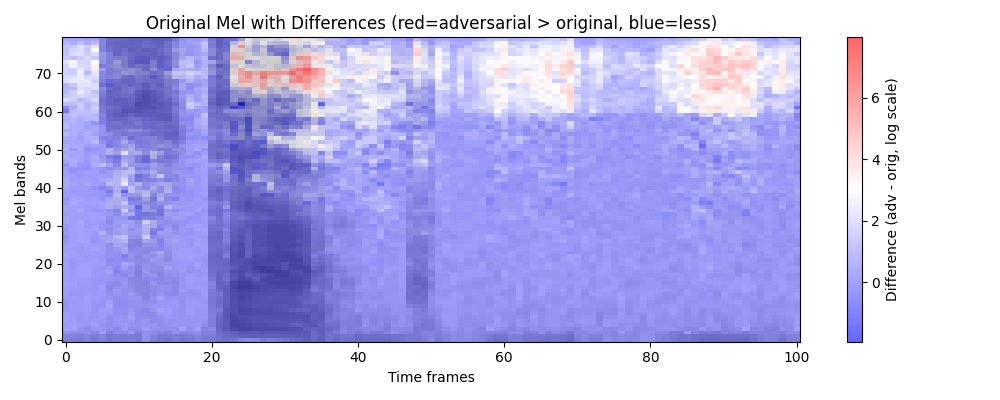 Original Mel with Differences (red=adversarial > original, blue=less)
Mel bands
70
60
50
40
30
20
10
0
0 20 40 60 80 100
Time frames
6
4
2
0
Difference (adv - orig, log scale)